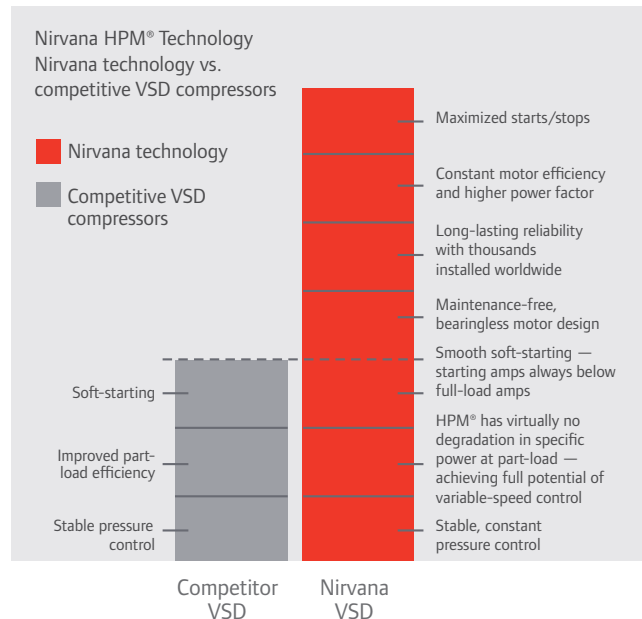 Nirvana HPM® Technology
Nirvana technology vs.
competitive VSD compressors
Nirvana technology
Competitive VSD
compressors
Soft-starting
Improved part-
load efficiency
Stable pressure
control
Maximized starts/stops
Constant motor efficiency
and higher power factor
Long-lasting reliability
with thousands
installed worldwide
Maintenance-free,
bearingless motor design
Smooth soft-starting —
starting amps always below
full-load amps
HPM® has virtually no
degradation in specific
power at part-load —
achieving full potential of
variable-speed control
Stable, constant
pressure control
Competitor
VSD
Nirvana
VSD